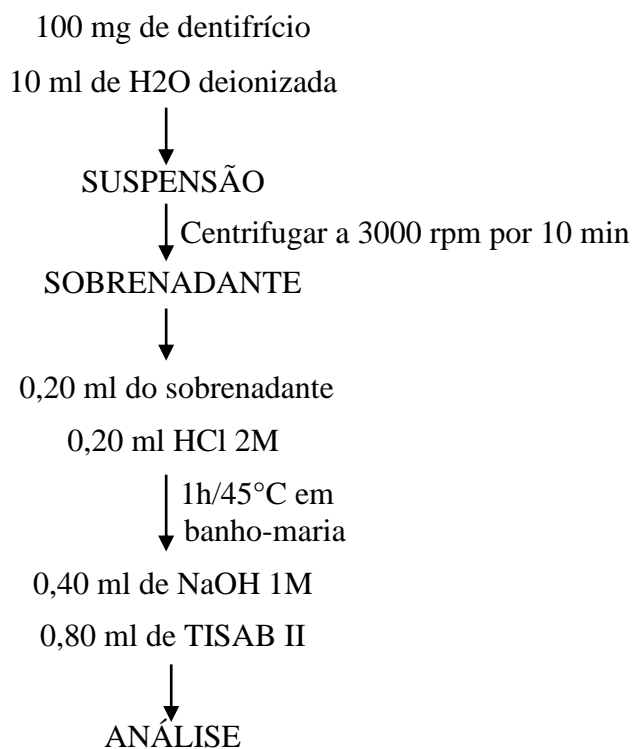 100 mg de dentifrício
10 ml de H2O deionizada
SUSPENSÃO
Centrifugar a 3000 rpm por 10 min
SOBRENADANTE
0,20 ml do sobrenadante
0,20 ml HCl 2M
1h/45°C em
banho-maria
0,40 ml de NaOH 1M
0,80 ml de TISAB II
ANÁLISE